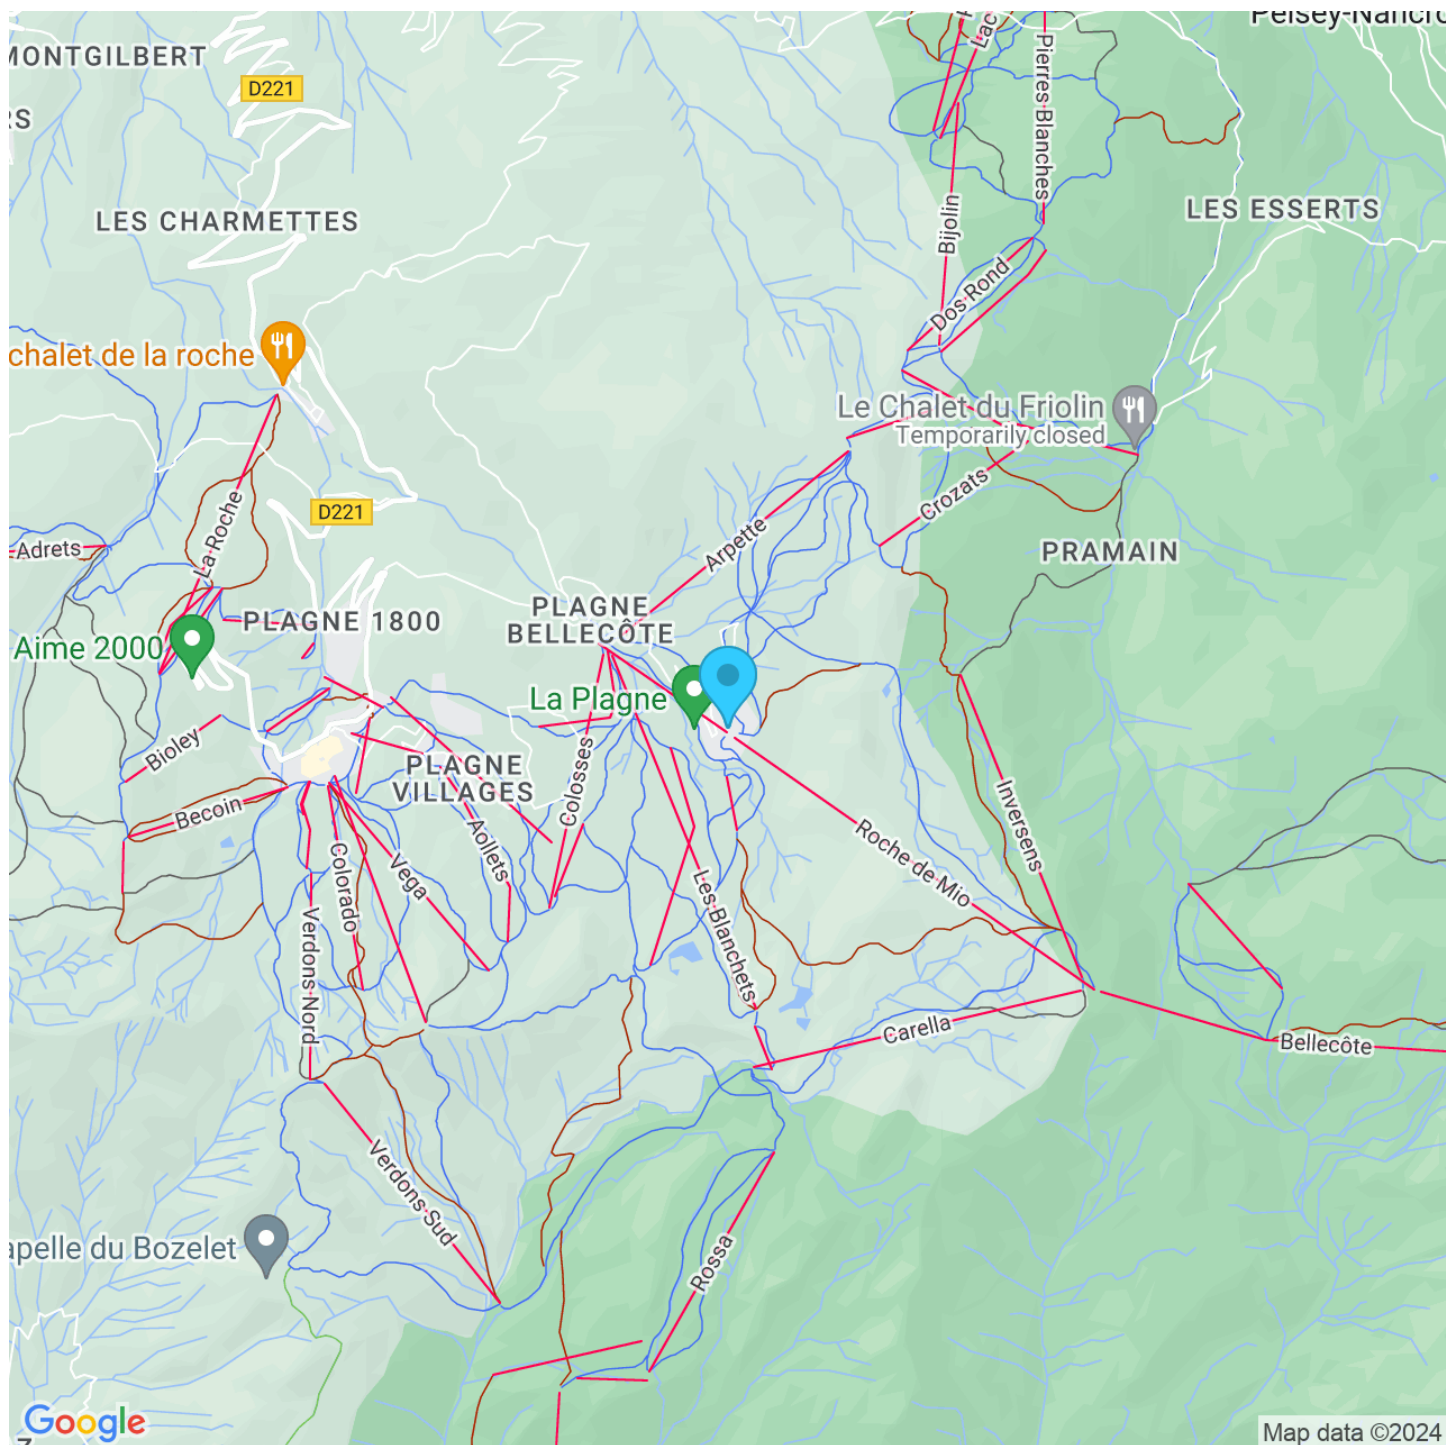 Peisey-Nancro
MONTGILBERT
D221
RS
Lac
Pierres Blanches
LES CHARMETTES
LES ESSERTS
Bijolin
Dos Rond
chalet de la roche
Le Chalet du Friolin
Temporarily closed
D221
La Roche
Crozats
Adrets
Arpette
PRAMAIN
PLAGNE 1800
PLAGNE
BELLECÔTE
Aime 2000
La Plagne
Bioley
PLAGNE
VILLAGES
Colosses
Becoin
Inversens
Colorado
Vega
Aollets
Roche de Mio
Verdons Nord
Les Blanchets
Carella
Bellecôte
Verdons Sud
apelle du Bozelet
Rossa
Google
Map data ©2024